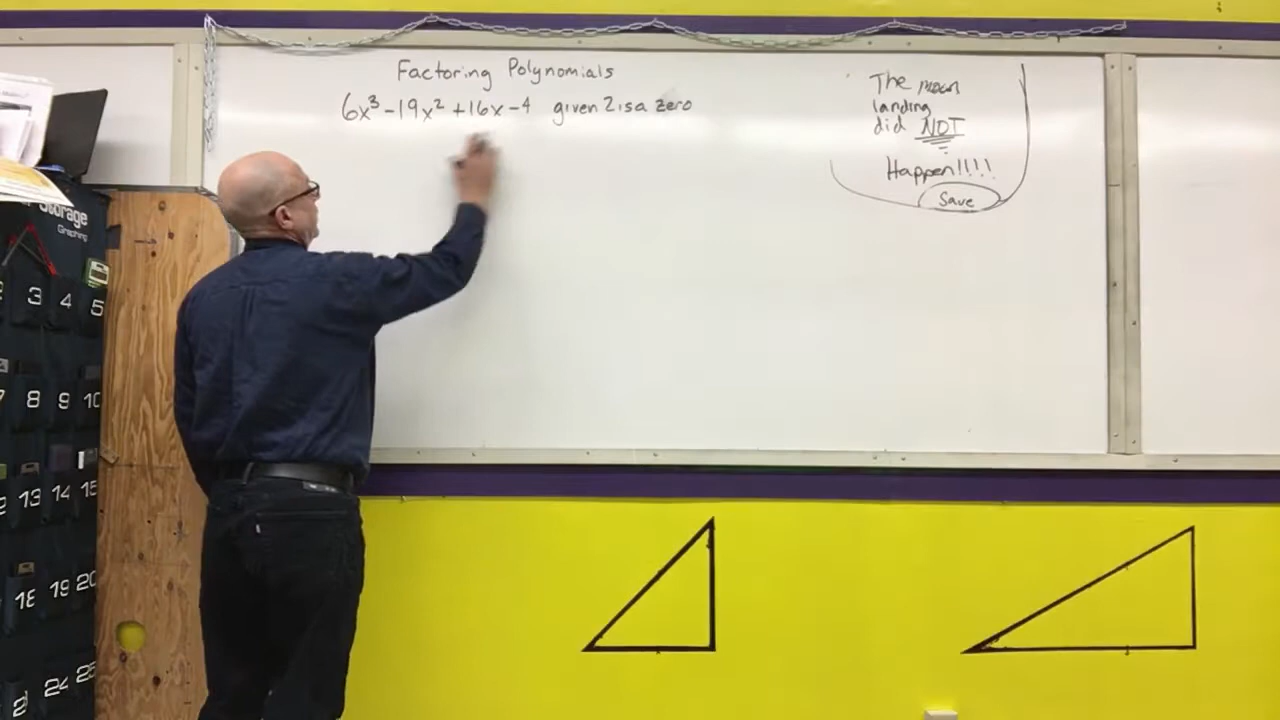 Factoring Polynomials
6x³ - 19x² + 16x - 4 given 2 is a zero
The moon
landing
did NOT
Happen!!!!
Save
Storage
Graphing
3 4 5
8 9 10
13 14 15
18 19 20
24 25